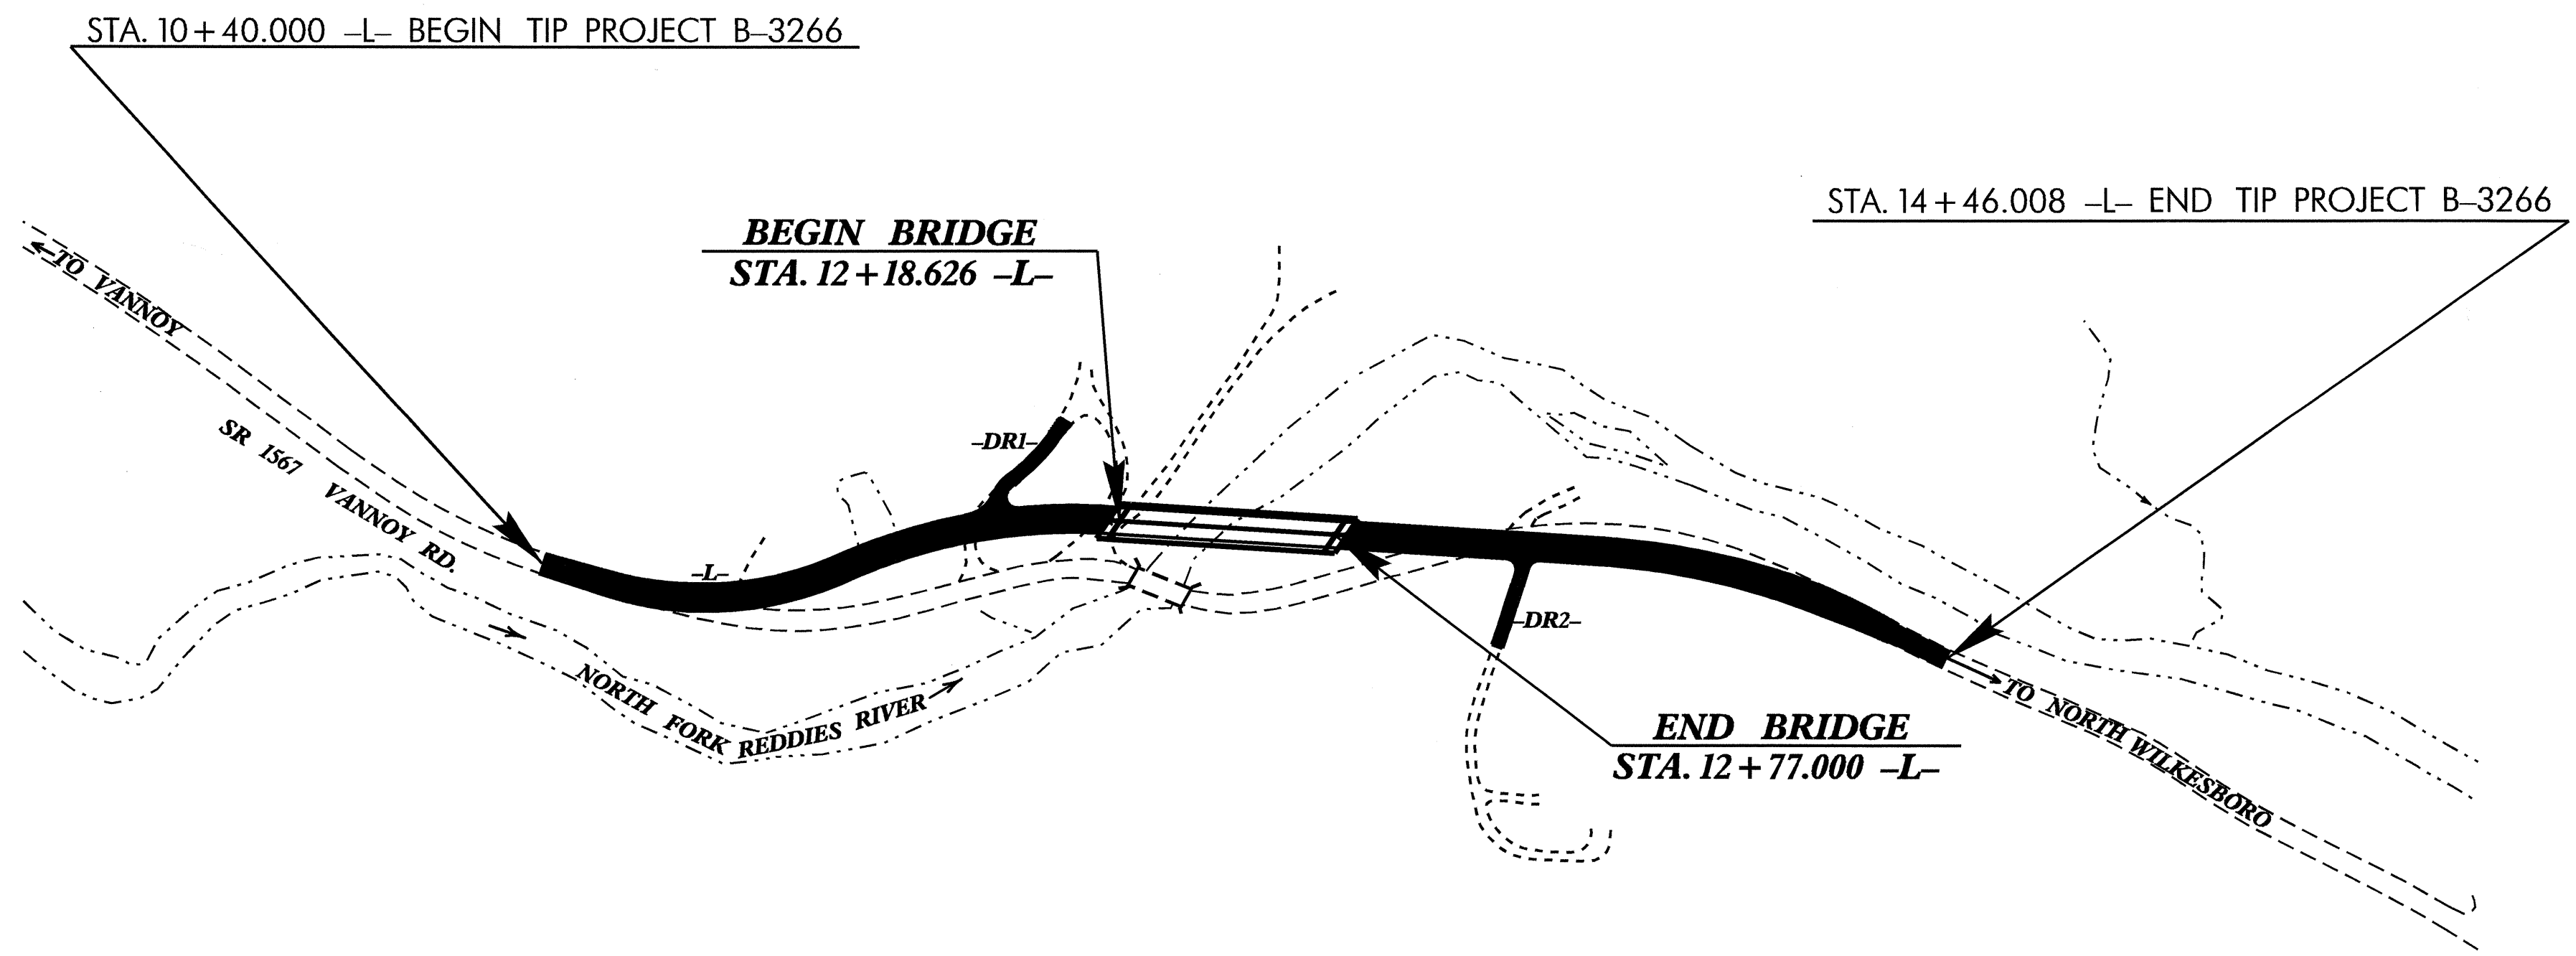 STA. 10+40.000 –L– BEGIN TIP PROJECT B–3266
STA. 14+46.008 –L– END TIP PROJECT B–3266
BEGIN BRIDGE
STA. 12+18.626 –L–
TO VANNOY
SR 1567 VANNOY RD.
–DR1–
–L–
–DR2–
NORTH FORK REDDIES RIVER
TO NORTH WILKESBORO
END BRIDGE
STA. 12+77.000 –L–